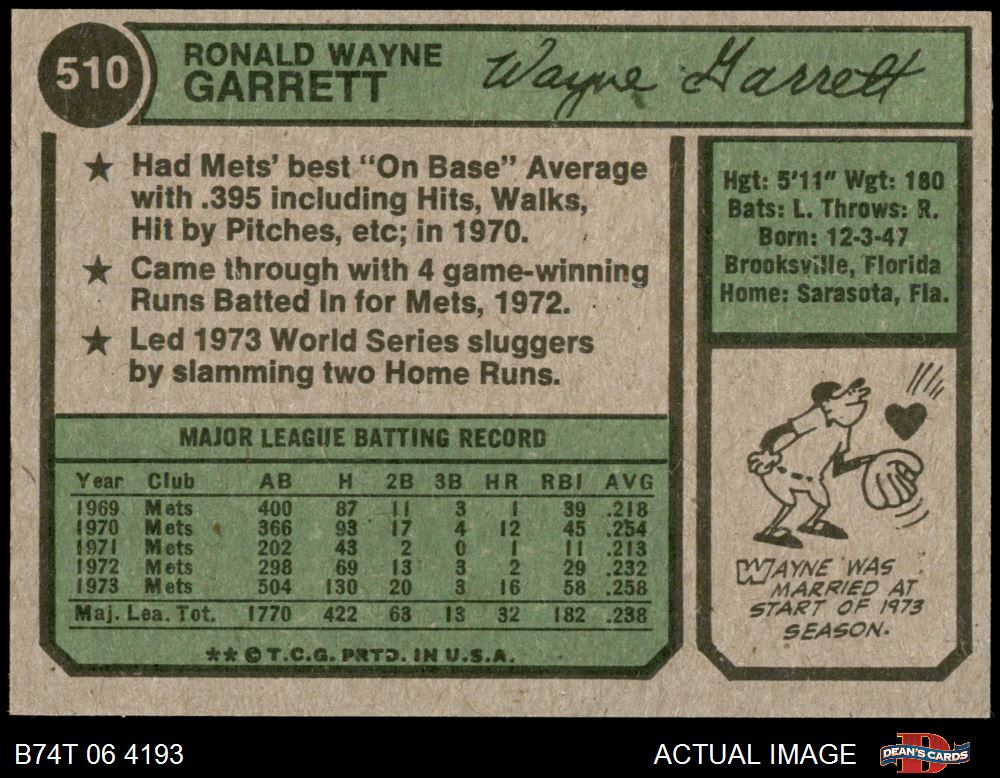 510
RONALD WAYNE
GARRETT
Wayne Garrett
★ Had Mets' best "On Base" Average
with .395 including Hits, Walks,
Hit by Pitches, etc; in 1970.
★ Came through with 4 game-winning
Runs Batted In for Mets, 1972.
★ Led 1973 World Series sluggers
by slamming two Home Runs.
Hgt: 5'11" Wgt: 180
Bats: L. Throws: R.
Born: 12-3-47
Brooksville, Florida
Home: Sarasota, Fla.
MAJOR LEAGUE BATTING RECORD
Year Club AB H 2B 3B HR RBI AVG
1969 Mets 400 87 11 3 1 39 .218
1970 Mets 366 93 17 4 12 45 .254
1971 Mets 202 43 2 0 1 11 .213
1972 Mets 298 69 13 3 2 29 .232
1973 Mets 504 130 20 3 16 58 .258
Maj. Lea. Tot. 1770 422 63 13 32 182 .238
** © T.C.G. PRTD. IN U.S.A.
WAYNE WAS
MARRIED AT
START OF 1973
SEASON.
B74T 06 4193
ACTUAL IMAGE
D
DEAN'S CARDS